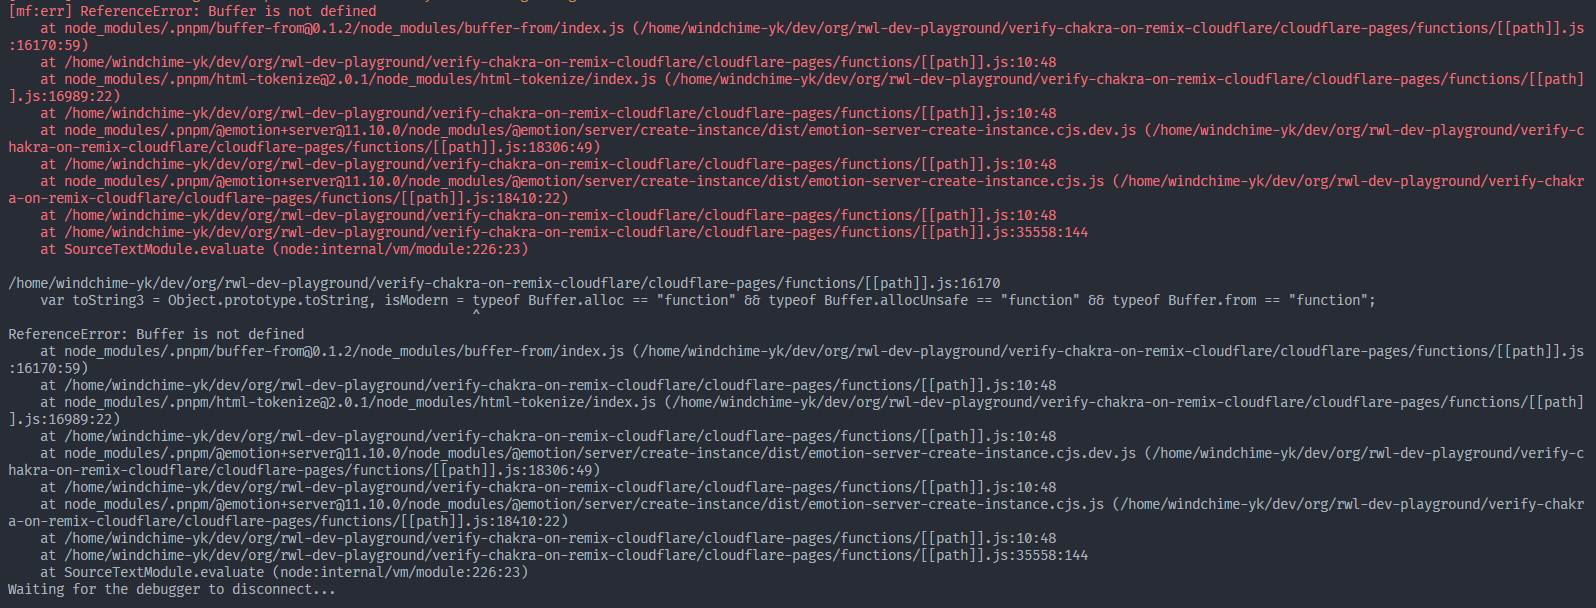 [mf:err] ReferenceError: Buffer is not defined
    at node_modules/.pnpm/buffer-from@0.1.2/node_modules/buffer-from/index.js (/home/windchime-yk/dev/org/rwl-dev-playground/verify-chakra-on-remix-cloudflare/cloudflare-pages/functions/[[path]].js
:16170:59)
    at /home/windchime-yk/dev/org/rwl-dev-playground/verify-chakra-on-remix-cloudflare/cloudflare-pages/functions/[[path]].js:10:48
    at node_modules/.pnpm/html-tokenize@2.0.1/node_modules/html-tokenize/index.js (/home/windchime-yk/dev/org/rwl-dev-playground/verify-chakra-on-remix-cloudflare/cloudflare-pages/functions/[[path]
].js:16989:22)
    at /home/windchime-yk/dev/org/rwl-dev-playground/verify-chakra-on-remix-cloudflare/cloudflare-pages/functions/[[path]].js:10:48
    at node_modules/.pnpm/@emotion+server@11.10.0/node_modules/@emotion/server/create-instance/dist/emotion-server-create-instance.cjs.dev.js (/home/windchime-yk/dev/org/rwl-dev-playground/verify-c
hakra-on-remix-cloudflare/cloudflare-pages/functions/[[path]].js:18306:49)
    at /home/windchime-yk/dev/org/rwl-dev-playground/verify-chakra-on-remix-cloudflare/cloudflare-pages/functions/[[path]].js:10:48
    at node_modules/.pnpm/@emotion+server@11.10.0/node_modules/@emotion/server/create-instance/dist/emotion-server-create-instance.cjs.js (/home/windchime-yk/dev/org/rwl-dev-playground/verify-chakr
a-on-remix-cloudflare/cloudflare-pages/functions/[[path]].js:18410:22)
    at /home/windchime-yk/dev/org/rwl-dev-playground/verify-chakra-on-remix-cloudflare/cloudflare-pages/functions/[[path]].js:10:48
    at /home/windchime-yk/dev/org/rwl-dev-playground/verify-chakra-on-remix-cloudflare/cloudflare-pages/functions/[[path]].js:35558:144
    at SourceTextModule.evaluate (node:internal/vm/module:226:23)
/home/windchime-yk/dev/org/rwl-dev-playground/verify-chakra-on-remix-cloudflare/cloudflare-pages/functions/[[path]].js:16170
    var toString3 = Object.prototype.toString, isModern = typeof Buffer.alloc == "function" && typeof Buffer.allocUnsafe == "function" && typeof Buffer.from == "function";
                                                          ^
ReferenceError: Buffer is not defined
    at node_modules/.pnpm/buffer-from@0.1.2/node_modules/buffer-from/index.js (/home/windchime-yk/dev/org/rwl-dev-playground/verify-chakra-on-remix-cloudflare/cloudflare-pages/functions/[[path]].js
:16170:59)
    at /home/windchime-yk/dev/org/rwl-dev-playground/verify-chakra-on-remix-cloudflare/cloudflare-pages/functions/[[path]].js:10:48
    at node_modules/.pnpm/html-tokenize@2.0.1/node_modules/html-tokenize/index.js (/home/windchime-yk/dev/org/rwl-dev-playground/verify-chakra-on-remix-cloudflare/cloudflare-pages/functions/[[path]
].js:16989:22)
    at /home/windchime-yk/dev/org/rwl-dev-playground/verify-chakra-on-remix-cloudflare/cloudflare-pages/functions/[[path]].js:10:48
    at node_modules/.pnpm/@emotion+server@11.10.0/node_modules/@emotion/server/create-instance/dist/emotion-server-create-instance.cjs.dev.js (/home/windchime-yk/dev/org/rwl-dev-playground/verify-c
hakra-on-remix-cloudflare/cloudflare-pages/functions/[[path]].js:18306:49)
    at /home/windchime-yk/dev/org/rwl-dev-playground/verify-chakra-on-remix-cloudflare/cloudflare-pages/functions/[[path]].js:10:48
    at node_modules/.pnpm/@emotion+server@11.10.0/node_modules/@emotion/server/create-instance/dist/emotion-server-create-instance.cjs.js (/home/windchime-yk/dev/org/rwl-dev-playground/verify-chakr
a-on-remix-cloudflare/cloudflare-pages/functions/[[path]].js:18410:22)
    at /home/windchime-yk/dev/org/rwl-dev-playground/verify-chakra-on-remix-cloudflare/cloudflare-pages/functions/[[path]].js:10:48
    at /home/windchime-yk/dev/org/rwl-dev-playground/verify-chakra-on-remix-cloudflare/cloudflare-pages/functions/[[path]].js:35558:144
    at SourceTextModule.evaluate (node:internal/vm/module:226:23)
Waiting for the debugger to disconnect...